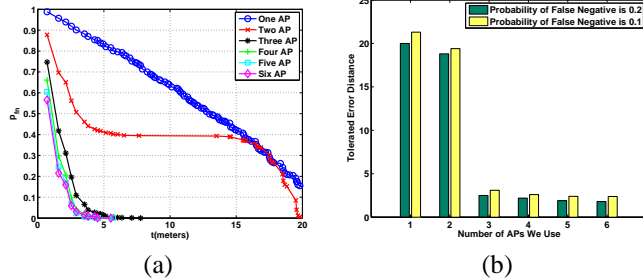 1
0.9
0.8
0.7
0.6
0.5
0.4
0.3
0.2
0.1
0
p_fn
0 5 10 15 20
t(meters)
One AP
Two AP
Three AP
Four AP
Five AP
Six AP
(a)
25
20
15
10
5
0
Tolerated Error Distance
Probability of False Negative is 0.2
Probability of False Negative is 0.1
1 2 3 4 5 6
Number of APs We Use
(b)